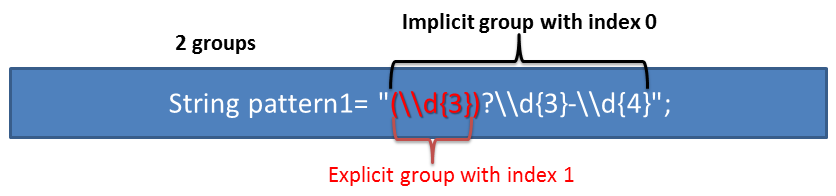 Implicit group with index 0
2 groups
String pattern1= "(\\d{3})?\\d{3}-\\d{4}";
Explicit group with index 1